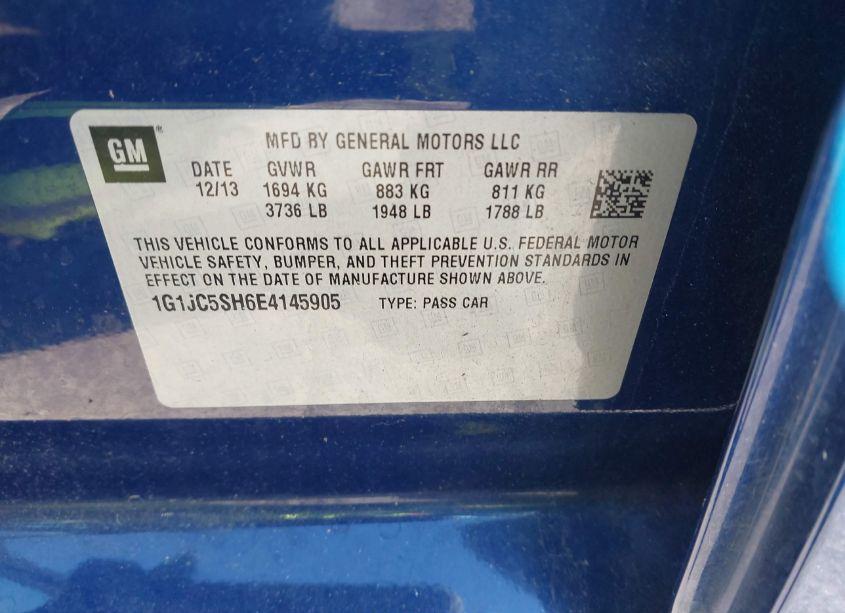 GM ®
MFD BY GENERAL MOTORS LLC
DATE GVWR GAWR FRT GAWR RR
12/13 1694 KG 883 KG 811 KG
3736 LB 1948 LB 1788 LB
THIS VEHICLE CONFORMS TO ALL APPLICABLE U.S. FEDERAL MOTOR
VEHICLE SAFETY, BUMPER, AND THEFT PREVENTION STANDARDS IN
EFFECT ON THE DATE OF MANUFACTURE SHOWN ABOVE.
1G1JC5SH6E4145905 TYPE: PASS CAR